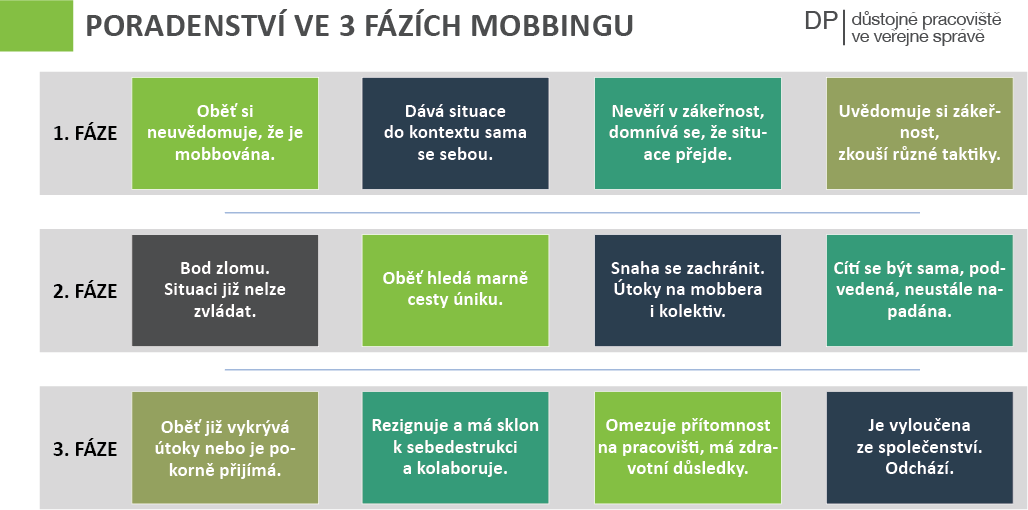 PORADENSTVÍ VE 3 FÁZÍCH MOBBINGU
DP
důstojné pracoviště
ve veřejné správě
1. FÁZE
Oběť si
neuvědomuje, že je
mobbována.
Dává situace
do kontextu sama
se sebou.
Nevěří v zákeřnost,
domnívá se, že situ-
ace přejde.
Uvědomuje si zákeř-
nost,
zkouší různé taktiky.
2. FÁZE
Bod zlomu.
Situaci již nelze
zvládat.
Oběť hledá marně
cesty úniku.
Snaha se zachránit.
Útoky na mobbera
i kolektiv.
Cítí se být sama, pod-
vedená, neustále na-
padána.
3. FÁZE
Oběť již vykrývá
útoky nebo je po-
korně přijímá.
Rezignuje a má sklon
k sebedestrukci
a kolaboruje.
Omezuje přítomnost
na pracovišti, má zdra-
votní důsledky.
Je vyloučena
ze společenství.
Odchází.